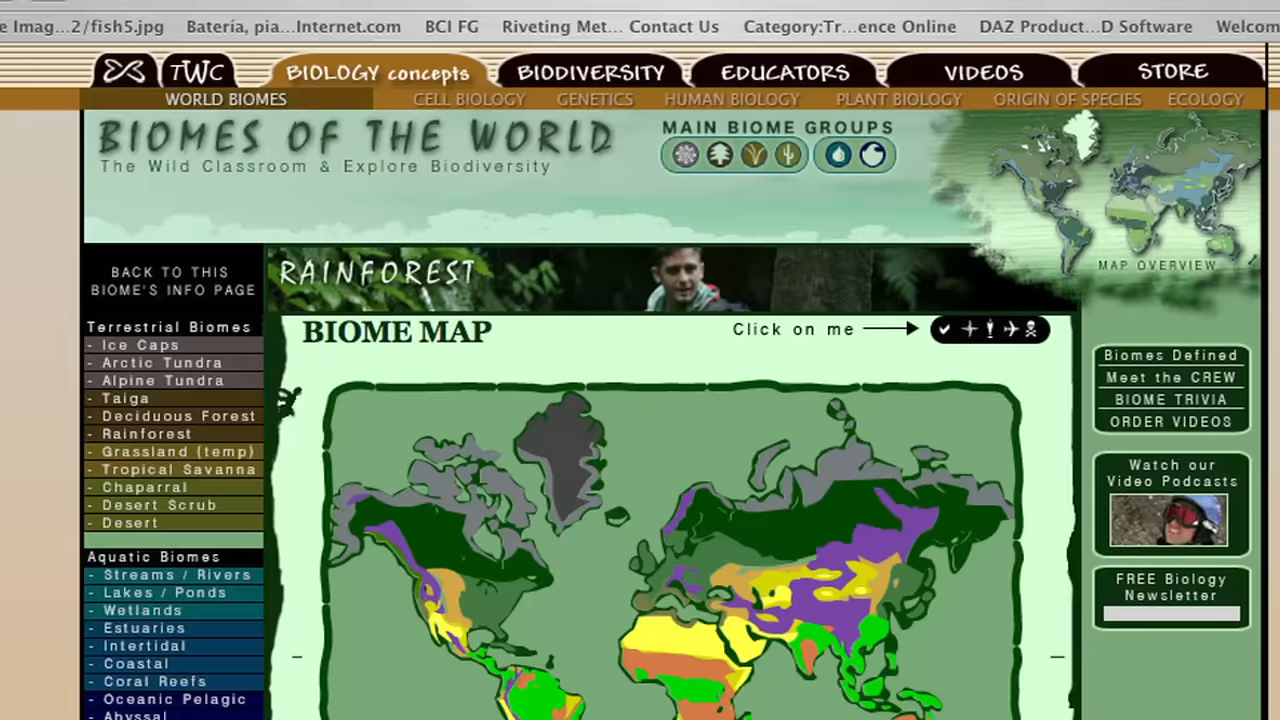 e Imag...2/fish5.jpg Batería, pia...Internet.com BCI FG Riveting Met... Contact Us Category:Tr...ence Online DAZ Product...D Software Welcom
TWC BIOLOGY concepts BIODIVERSITY EDUCATORS VIDEOS STORE
WORLD BIOMES CELL BIOLOGY GENETICS HUMAN BIOLOGY PLANT BIOLOGY ORIGIN OF SPECIES ECOLOGY
BIOMES OF THE WORLD
The Wild Classroom & Explore Biodiversity
MAIN BIOME GROUPS
MAP OVERVIEW
BACK TO THIS
BIOME'S INFO PAGE
RAINFOREST
Terrestrial Biomes
- Ice Caps
- Arctic Tundra
- Alpine Tundra
- Taiga
- Deciduous Forest
- Rainforest
- Grassland (temp)
- Tropical Savanna
- Chaparral
- Desert Scrub
- Desert
Aquatic Biomes
- Streams / Rivers
- Lakes / Ponds
- Wetlands
- Estuaries
- Intertidal
- Coastal
- Coral Reefs
- Oceanic Pelagic
- Abyssal
BIOME MAP
Click on me
Biomes Defined
Meet the CREW
BIOME TRIVIA
ORDER VIDEOS
Watch our
Video Podcasts
FREE Biology
Newsletter